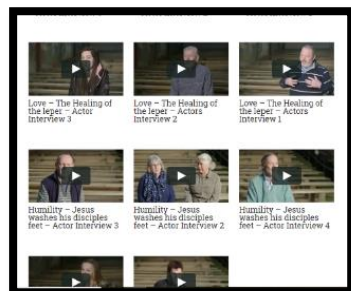 Love – The Healing of
the leper – Actor
Interview 3
Love – The Healing of
the leper – Actors
Interview 2
Love – The Healing of
the leper – Actors
Interview 1
Humility – Jesus
washes his disciples
feet – Actor Interview 3
Humility – Jesus
washes his disciples
feet – Actor Interview 2
Humility – Jesus
washes his disciples
feet – Actor Interview 4